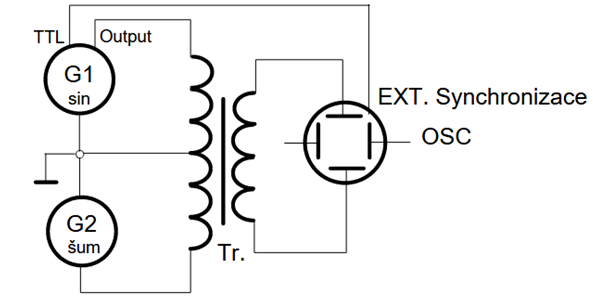 TTL
Output
G1
sin
EXT. Synchronizace
OSC
G2
šum
Tr.